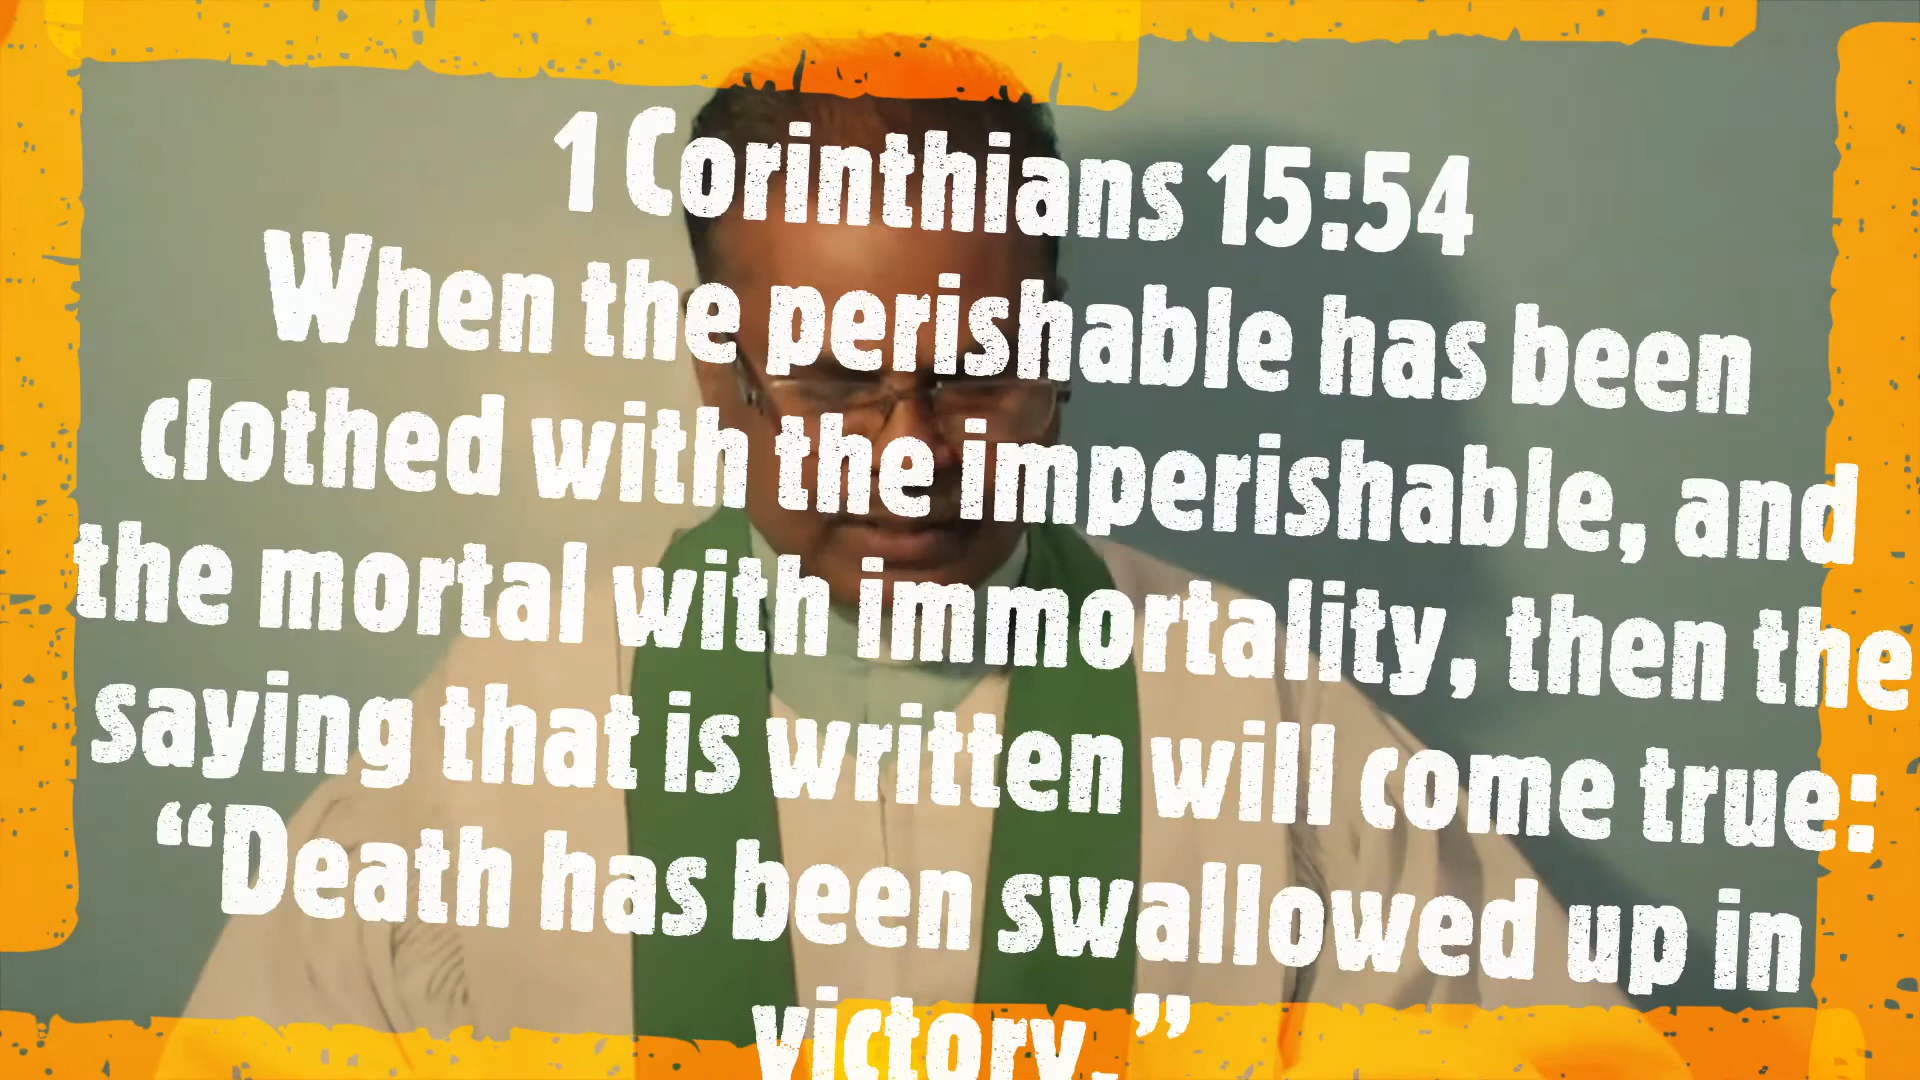 1 Corinthians 15:54
When the perishable has been
clothed with the imperishable, and
the mortal with immortality, then the
saying that is written will come true:
“Death has been swallowed up in
victory.”